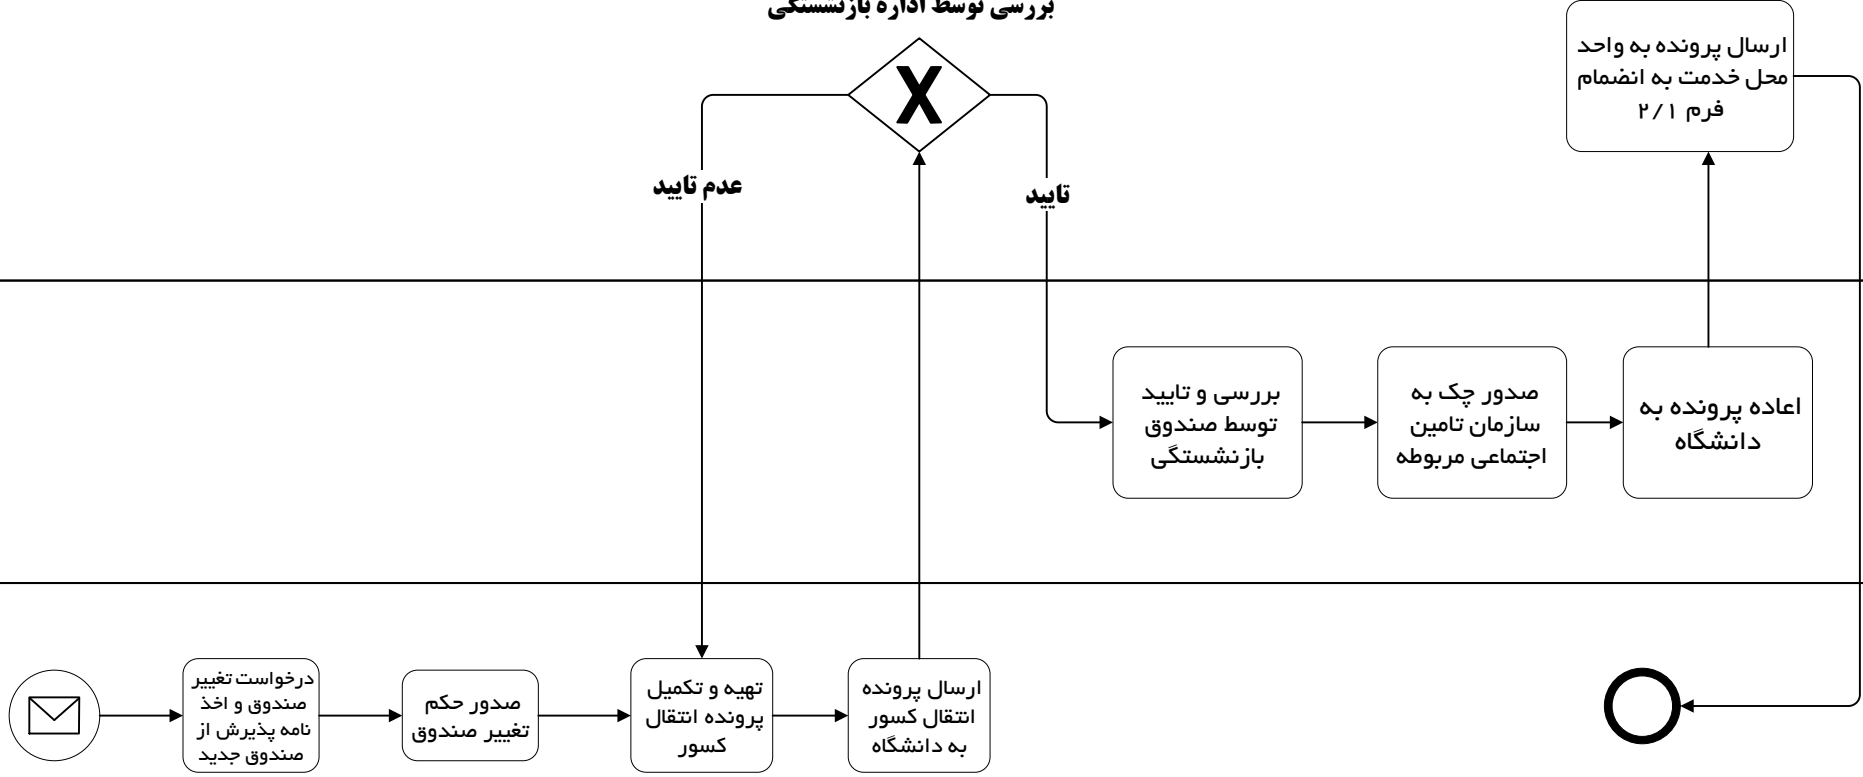 بررسی توسط اداره بازنشستگی
ارسال پرونده به واحد
محل خدمت به انضمام
فرم ۲/۱
X
عدم تایید
تایید
بررسی و تایید
توسط صندوق
بازنشستگی
صدور چک به
سازمان تامین
اجتماعی مربوطه
اعاده پرونده به
دانشگاه
درخواست تغییر
صندوق و اخذ
نامه پذیرش از
صندوق جدید
صدور حکم
تغییر صندوق
تهیه و تکمیل
پرونده انتقال
کسور
ارسال پرونده
انتقال کسور
به دانشگاه